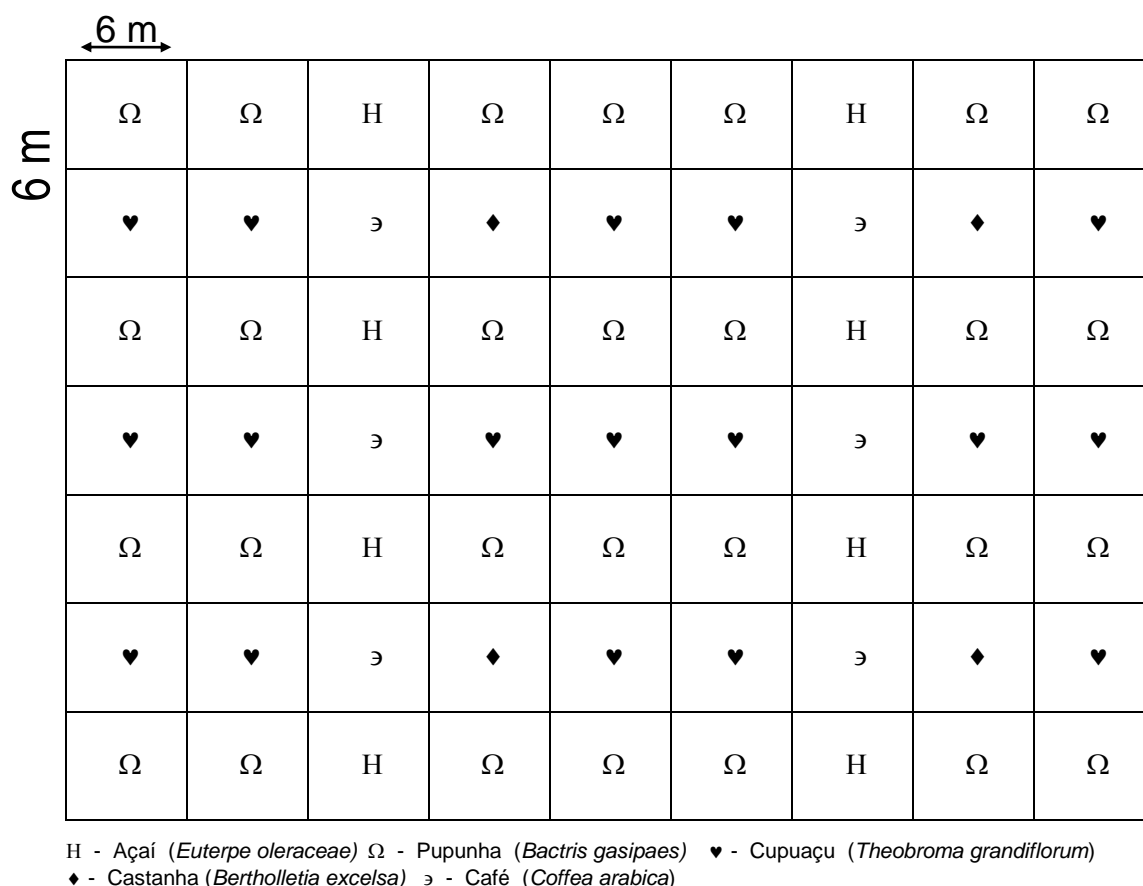 6 m
6 m
Ω Ω H Ω Ω Ω H Ω Ω
♥ ♥ ϶ ♦ ♥ ♥ ϶ ♦ ♥
Ω Ω H Ω Ω Ω H Ω Ω
♥ ♥ ϶ ♥ ♥ ♥ ϶ ♥ ♥
Ω Ω H Ω Ω Ω H Ω Ω
♥ ♥ ϶ ♦ ♥ ♥ ϶ ♦ ♥
Ω Ω H Ω Ω Ω H Ω Ω
H - Açaí (Euterpe oleraceae) Ω - Pupunha (Bactris gasipaes) ♥ - Cupuaçu (Theobroma grandiflorum)
♦ - Castanha (Bertholletia excelsa) ϶ - Café (Coffea arabica)